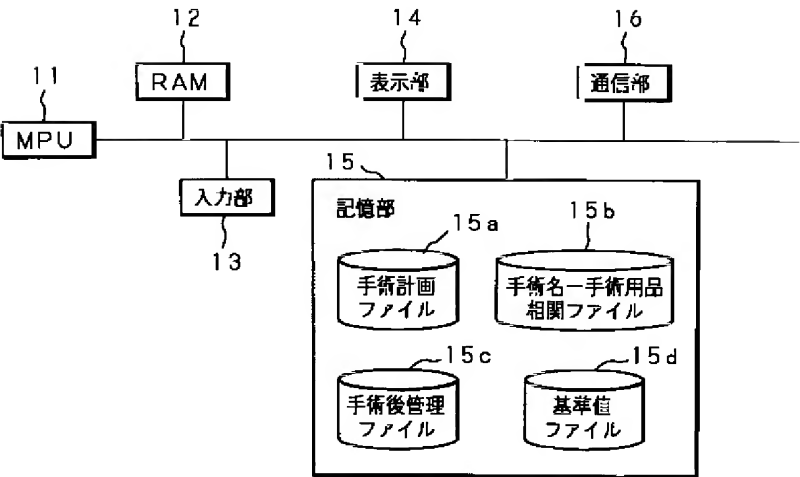 12
14
16
11
RAM
表示部
通信部
MPU
15
入力部
記憶部
15a
15b
13
手術計画
ファイル
手術名ー手術用品
相関ファイル
15c
15d
手術後管理
ファイル
基準値
ファイル